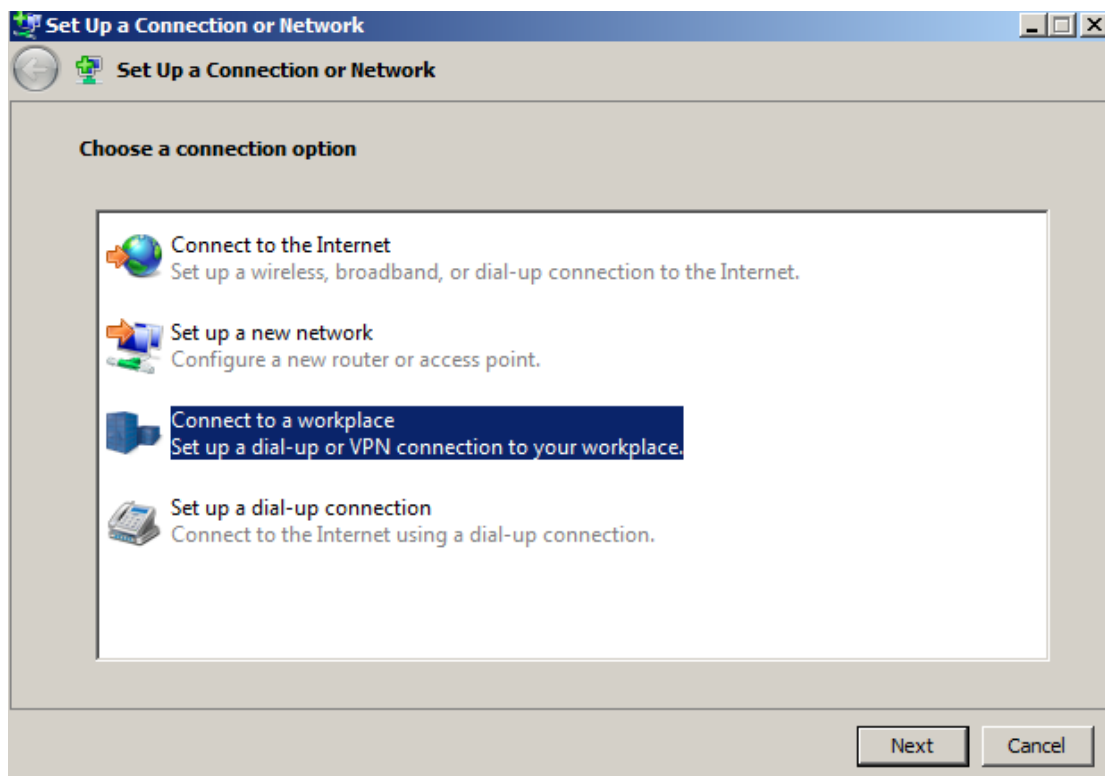 Set Up a Connection or Network
Set Up a Connection or Network
Choose a connection option
Connect to the Internet
Set up a wireless, broadband, or dial-up connection to the Internet.
Set up a new network
Configure a new router or access point.
Connect to a workplace
Set up a dial-up or VPN connection to your workplace.
Set up a dial-up connection
Connect to the Internet using a dial-up connection.
Next Cancel